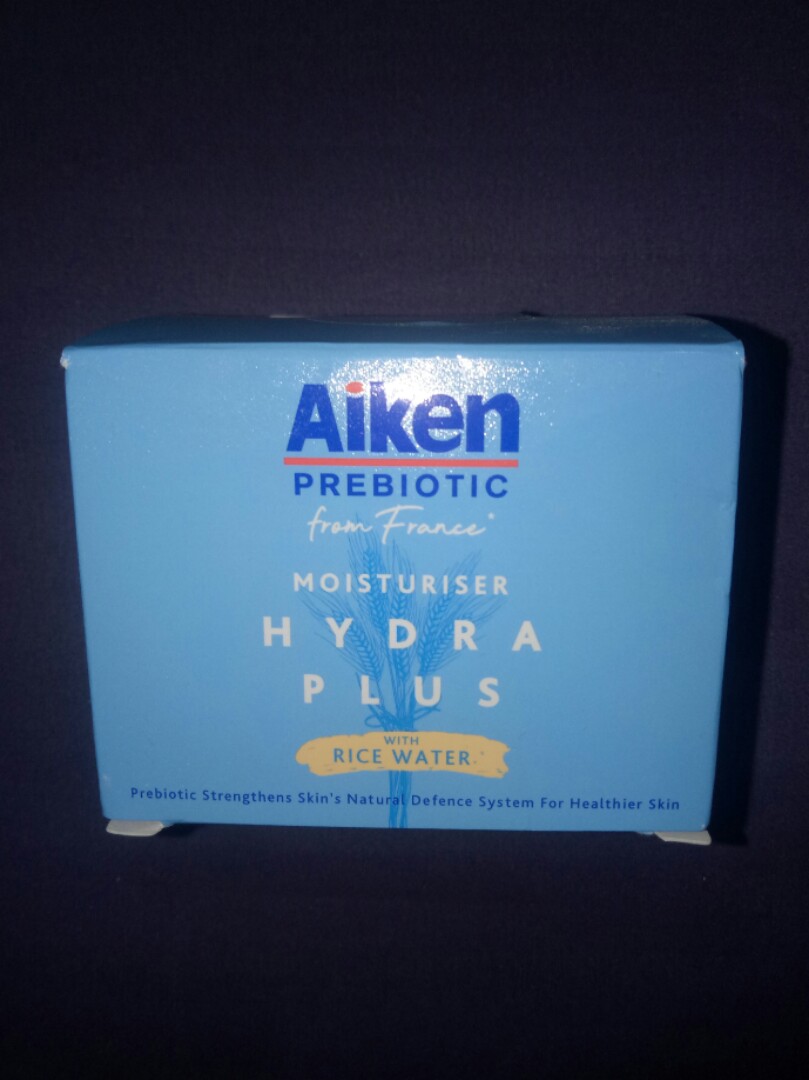 Aiken
PREBIOTIC
from France*
MOISTURISER
HYDRA
PLUS
WITH
RICE WATER
Prebiotic Strengthens Skin's Natural Defence System For Healthier Skin